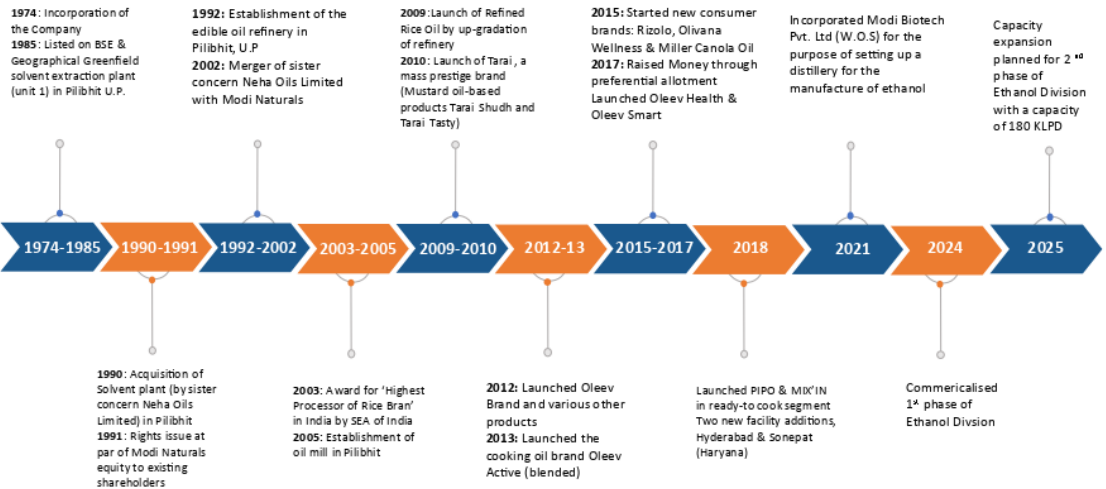 1974: Incorporation of
the Company
1985: Listed on BSE &
Geographical Greenfield
solvent extraction plant
(unit 1) in Pilibhit U.P.
1992: Establishment of the
edible oil refinery in
Pilibhit, U.P
2002: Merger of sister
concern Neha Oils Limited
with Modi Naturals
2009:Launch of Refined
Rice Oil by up-gradation
of refinery
2010: Launch of Tarai, a
mass prestige brand
(Mustard oil-based
products Tarai Shudh and
Tarai Tasty)
2015: Started new consumer
brands: Rizolo, Olivana
Wellness & Miller Canola Oil
2017: Raised Money through
preferential allotment
Launched Oleev Health &
Oleev Smart
Incorporated Modi Biotech
Pvt. Ltd (W.O.S) for the
purpose of setting up a
distillery for the
manufacture of ethanol
Capacity
expansion
planned for 2 nd
phase of
Ethanol Division
with a capacity
of 180 KLPD
1974-1985
1990-1991
1992-2002
2003-2005
2009-2010
2012-13
2015-2017
2018
2021
2024
2025
1990: Acquisition of
Solvent plant (by sister
concern Neha Oils
Limited) in Pilibhit
1991: Rights issue at
par of Modi Naturals
equity to existing
shareholders
2003: Award for ‘Highest
Processor of Rice Bran’
in India by SEA of India
2005: Establishment of
oil mill in Pilibhit
2012: Launched Oleev
Brand and various other
products
2013: Launched the
cooking oil brand Oleev
Active (blended)
Launched PIPO & MIX’IN
in ready-to cook segment
Two new facility additions,
Hyderabad & Sonepat
(Haryana)
Commericalised
1st phase of
Ethanol Divsion